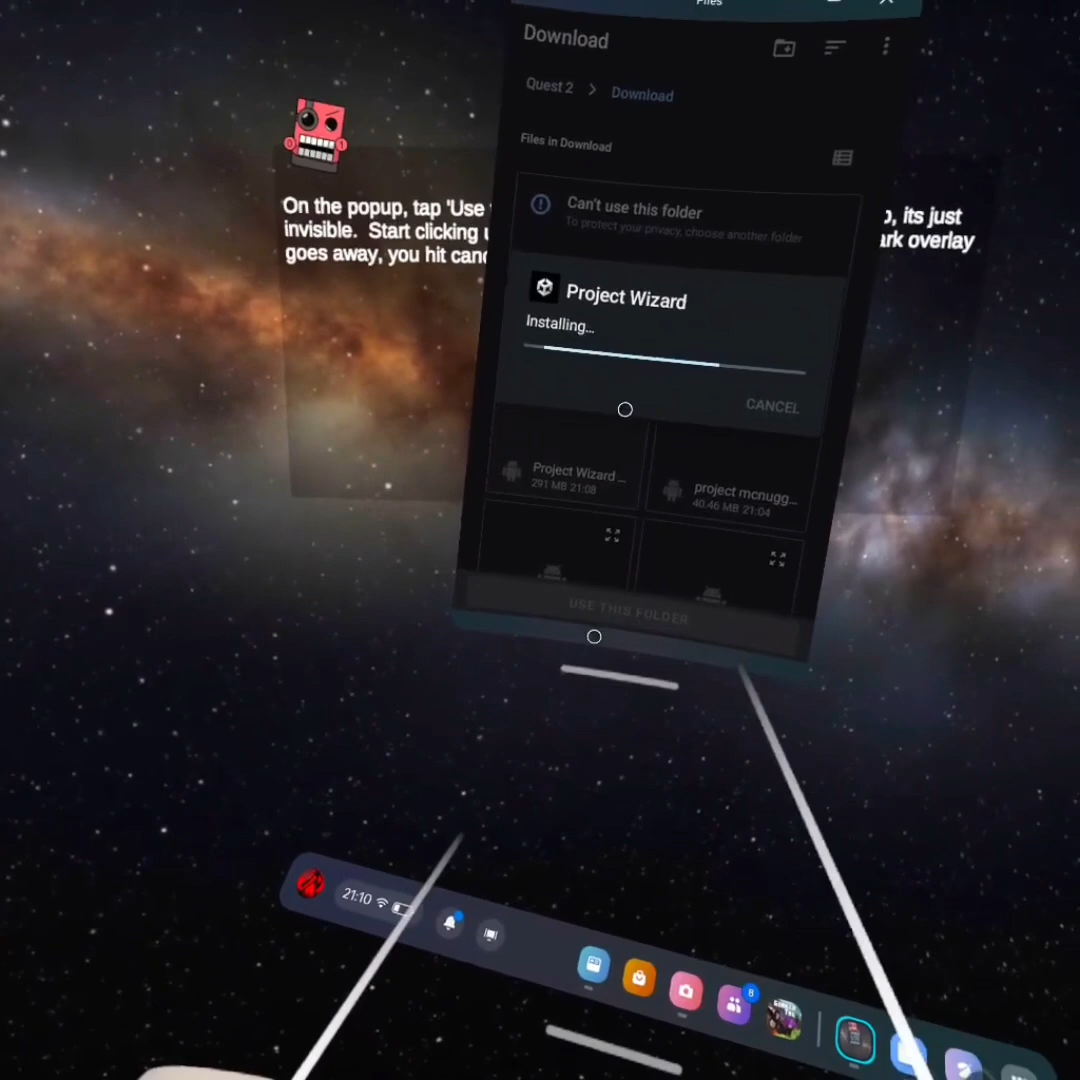 Files
Download
Quest 2 > Download
Files in Download
Can't use this folder
To protect your privacy, choose another folder
On the popup, tap 'Use
invisible. Start clicking
goes away, you hit
its just
overlay
Project Wizard
Installing...
CANCEL
Project Wizard ...
291 MB 21:08
project mcnugg...
40.46 MB 21:04
USE THIS FOLDER
21:10
8